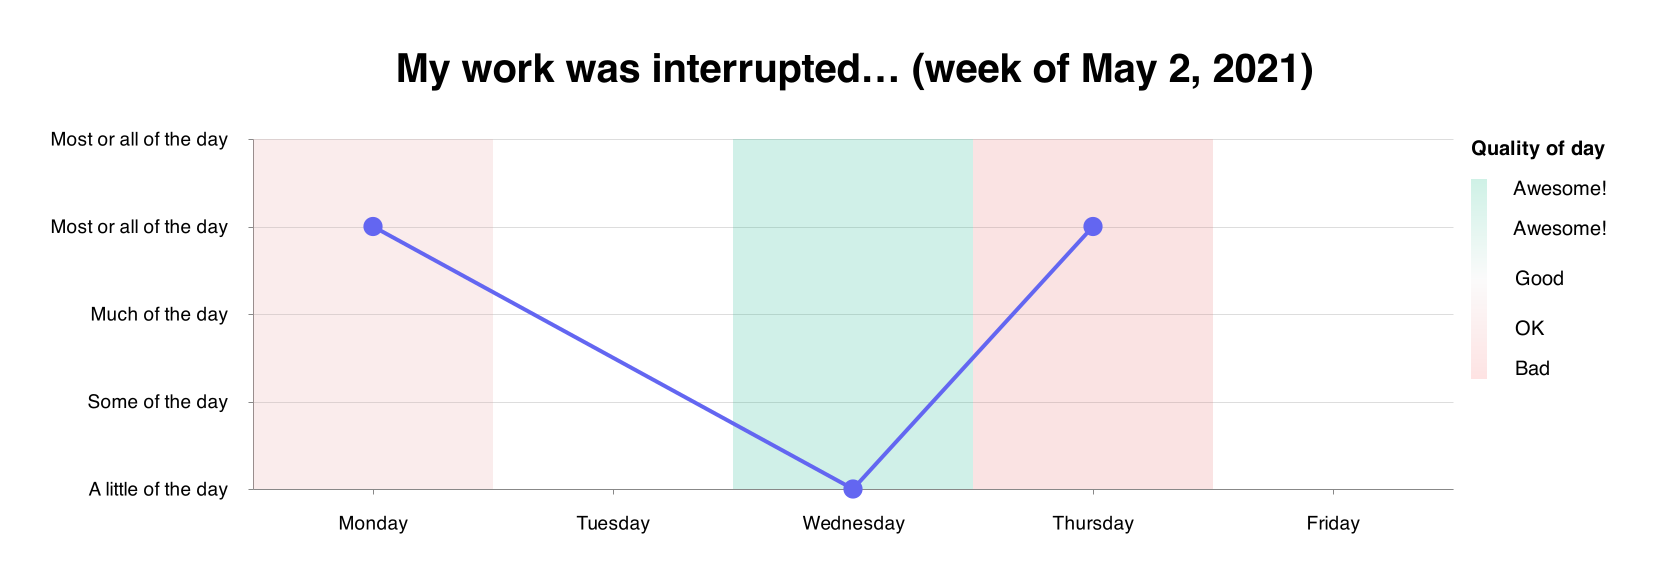 My work was interrupted... (week of May 2, 2021)
Most or all of the day
Most or all of the day
Much of the day
Some of the day
A little of the day
Monday
Tuesday
Wednesday
Thursday
Friday
Quality of day
Awesome!
Awesome!
Good
OK
Bad